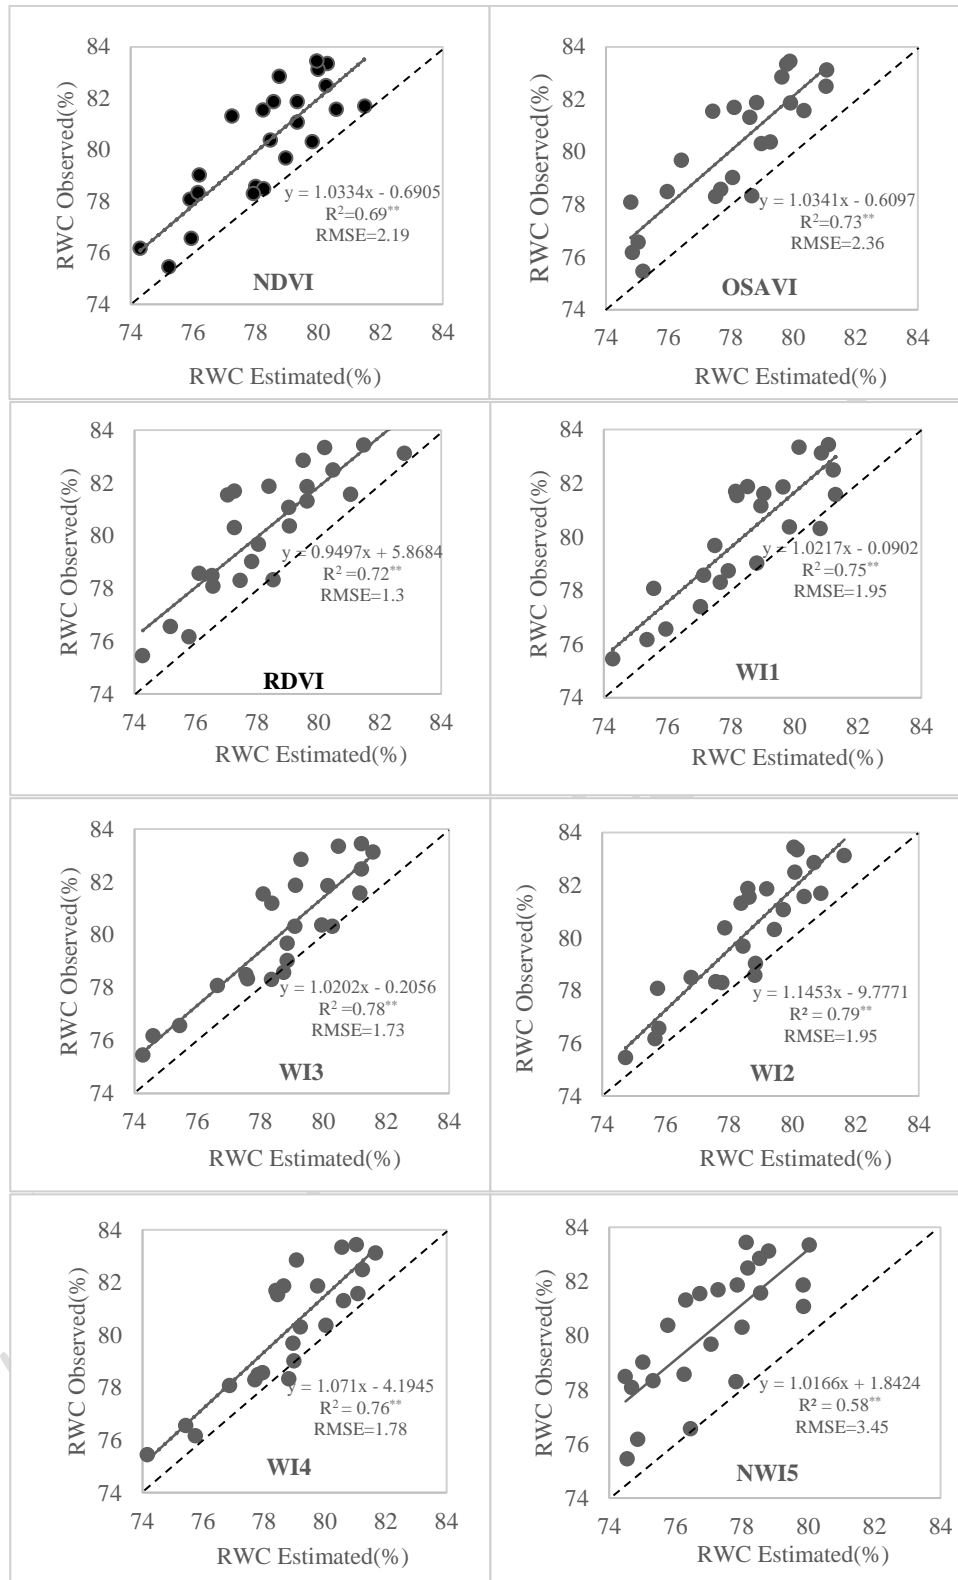 84
82
80
78
76
74
RWC Observed(%)
y = 1.0334x - 0.6905
R²=0.69**
RMSE=2.19
NDVI
74 76 78 80 82 84
RWC Estimated(%)
84
82
80
78
76
74
RWC Observed(%)
y = 1.0341x - 0.6097
R²=0.73**
RMSE=2.36
OSAVI
74 76 78 80 82 84
RWC Estimated(%)
84
82
80
78
76
74
RWC Observed(%)
y = 0.9497x + 5.8684
R² =0.72**
RMSE=1.3
RDVI
74 76 78 80 82 84
RWC Estimated(%)
84
82
80
78
76
74
RWC Observed(%)
y = 1.0217x - 0.0902
R² =0.75**
RMSE=1.95
WI1
74 76 78 80 82 84
RWC Estimated(%)
84
82
80
78
76
74
RWC Observed(%)
y = 1.0202x - 0.2056
R² =0.78**
RMSE=1.73
WI3
74 76 78 80 82 84
RWC Estimated(%)
84
82
80
78
76
74
RWC Observed(%)
y = 1.1453x - 9.7771
R² = 0.79**
RMSE=1.95
WI2
74 76 78 80 82 84
RWC Estimated(%)
84
82
80
78
76
74
RWC Observed(%)
y = 1.071x - 4.1945
R² = 0.76**
RMSE=1.78
WI4
74 76 78 80 82 84
RWC Estimated(%)
84
82
80
78
76
74
RWC Observed(%)
y = 1.0166x + 1.8424
R² = 0.58**
RMSE=3.45
NWI5
74 76 78 80 82 84
RWC Estimated(%)